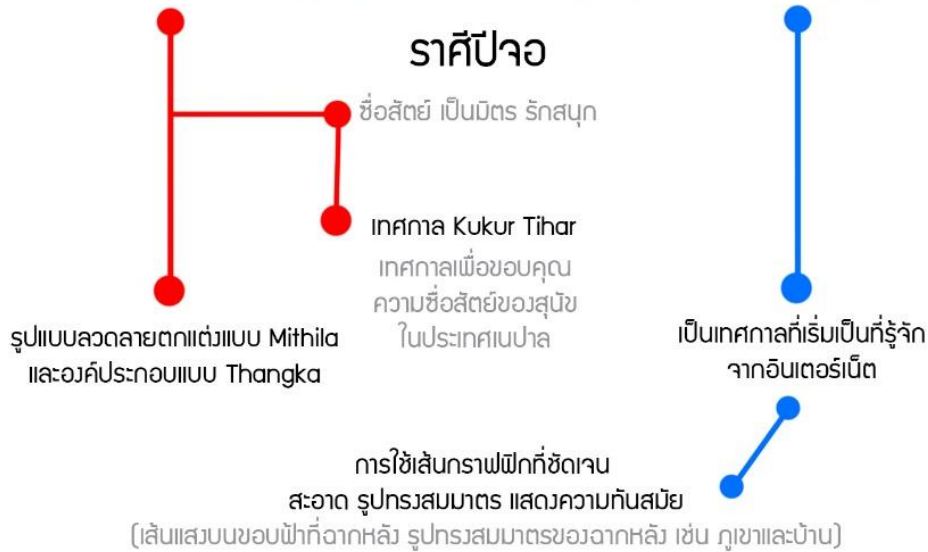 ราศีปีจอ
ซื่อสัตย์ เป็นมิตร รักสนุก
เทศกาล Kukur Tihar
เทศกาลเพื่อขอบคุณ
ความซื่อสัตย์ของสุนัข
ในประเทศเนปาล
รูปแบบลวดลายตกแต่งแบบ Mithila
และองค์ประกอบแบบ Thangka
เป็นเทศกาลที่เริ่มเป็นที่รู้จัก
จากอินเตอร์เน็ต
การใช้เส้นกราฟฟิกที่ชัดเจน
สะอาด รูปทรงสมมาตร แสดงความทันสมัย
(เส้นแสงบนขอบฟ้าที่ฉากหลัง รูปทรงสมมาตรของฉากหลัง เช่น ภูเขาและบ้าน)